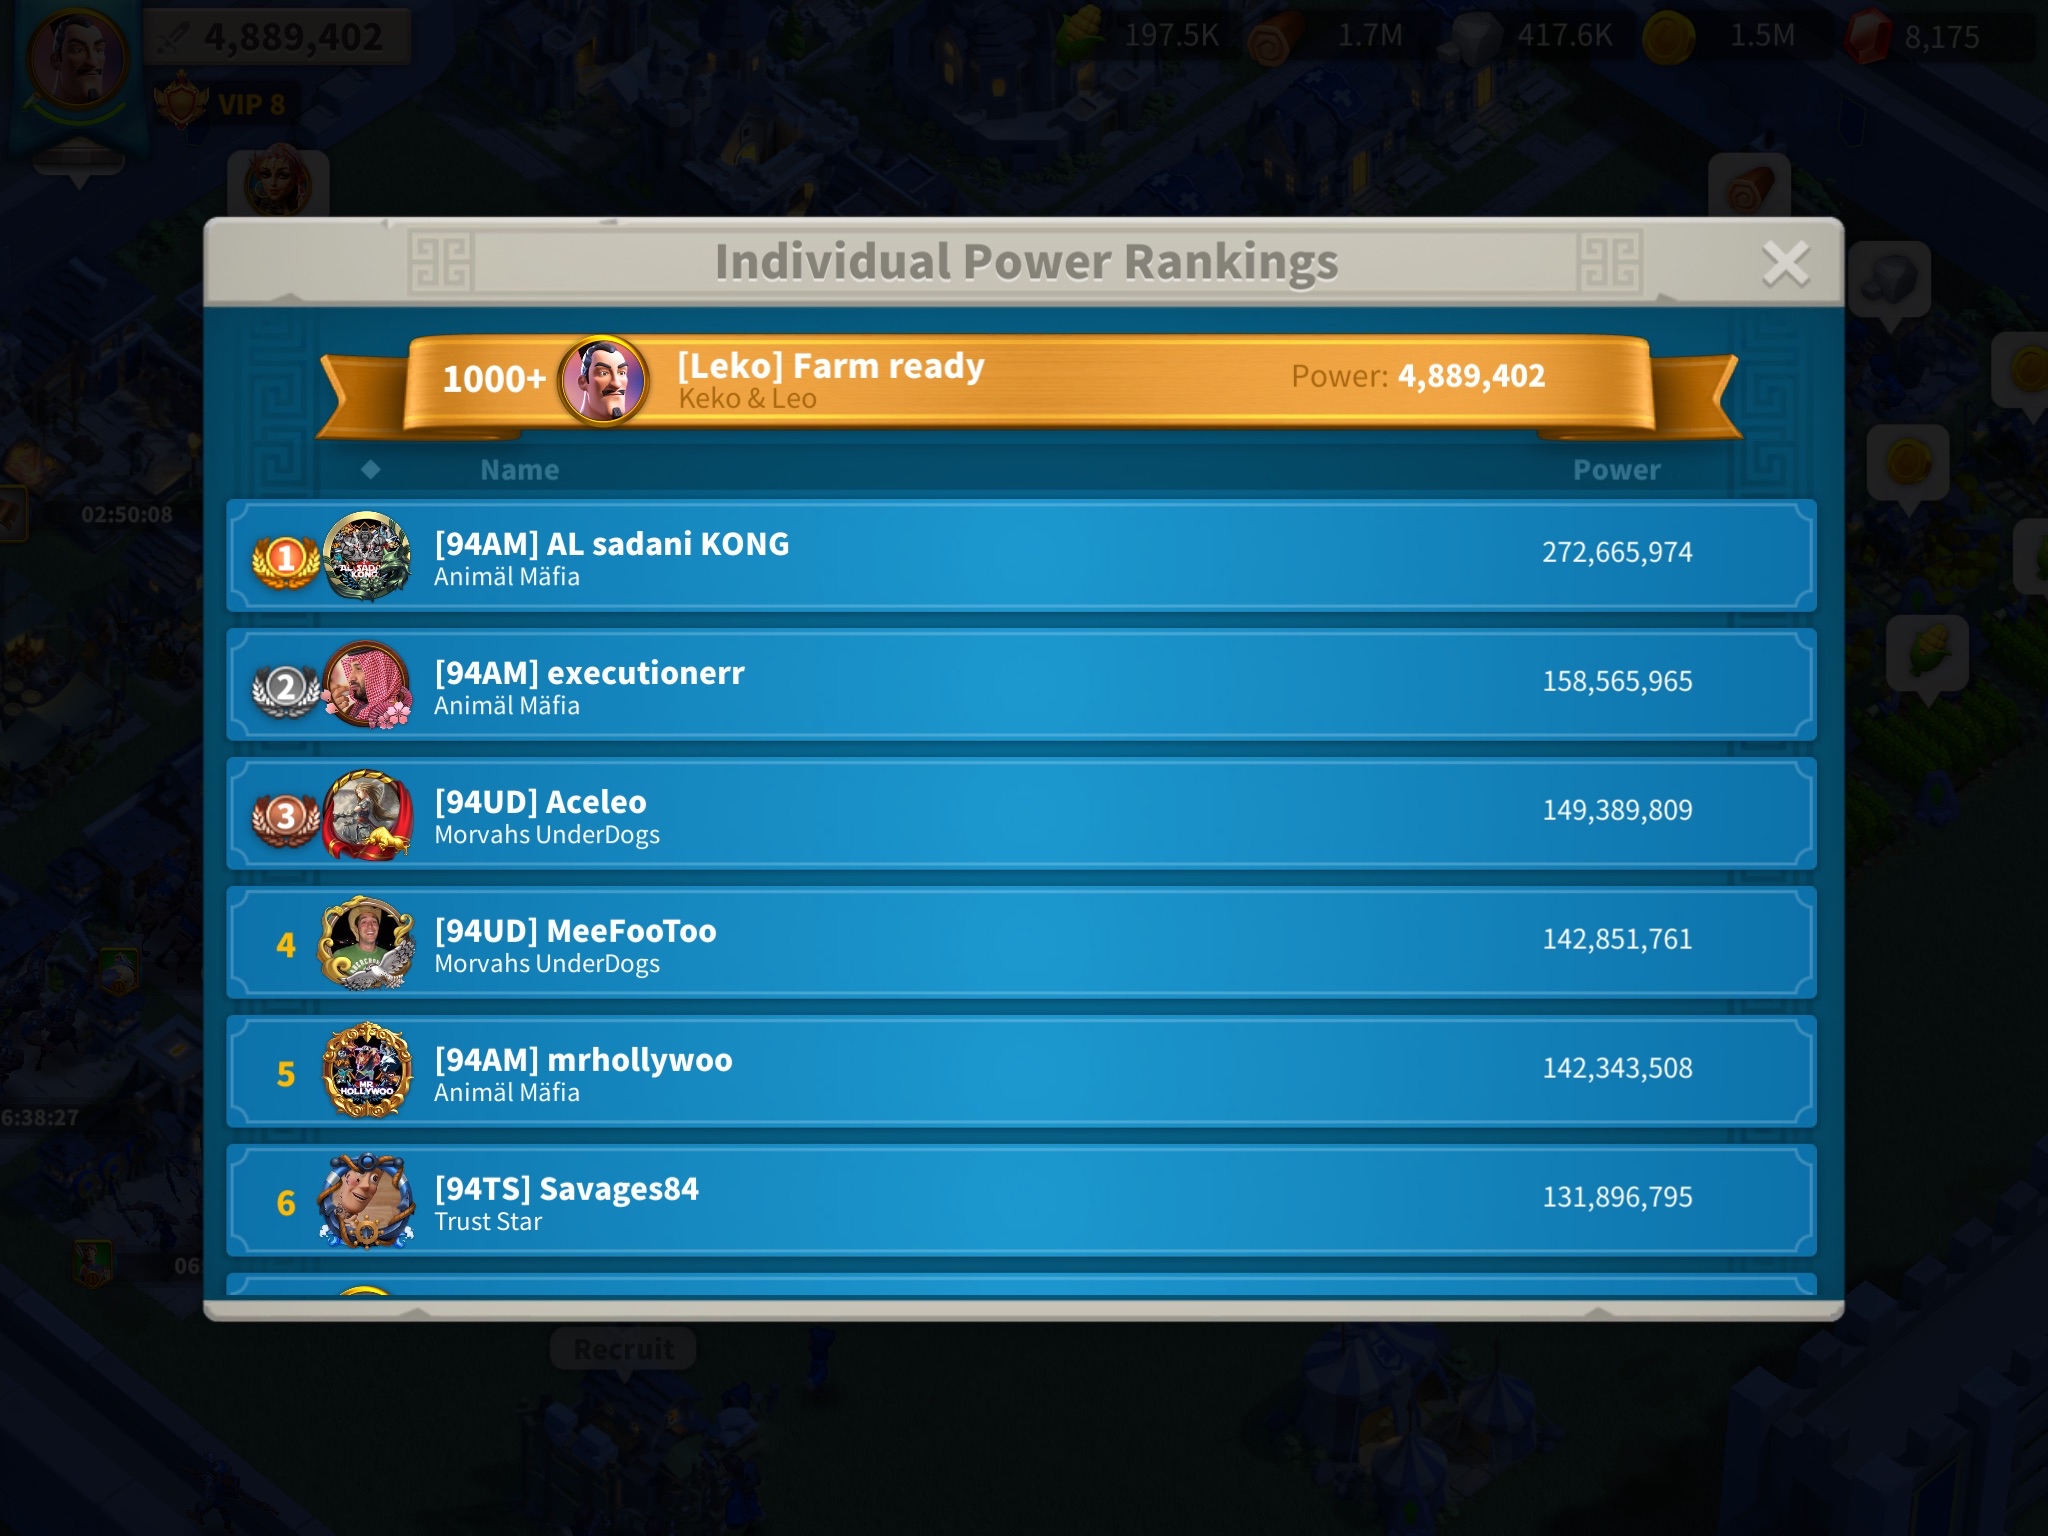 4,889,402
197.5K
1.7M
417.6K
1.5M
8,175
VIP 8
Individual Power Rankings
1000+
[Leko] Farm ready
Keko & Leo
Power: 4,889,402
Name
Power
02:50:08
1
[94AM] AL sadani KONG
Animäl Mäfia
272,665,974
2
[94AM] executionerr
Animäl Mäfia
158,565,965
3
[94UD] Aceleo
Morvahs UnderDogs
149,389,809
4
[94UD] MeeFooToo
Morvahs UnderDogs
142,851,761
5
MR
HOLLYWOO
[94AM] mrhollywoo
Animäl Mäfia
142,343,508
6:38:27
6
[94TS] Savages84
Trust Star
131,896,795
06:
Recruit